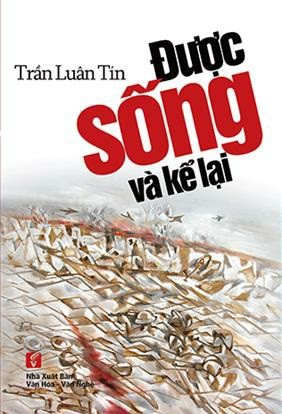 Trần Luân Tín
Được
sống
và kể lại
Nhà Xuất Bản
Văn Hóa - Văn Nghệ